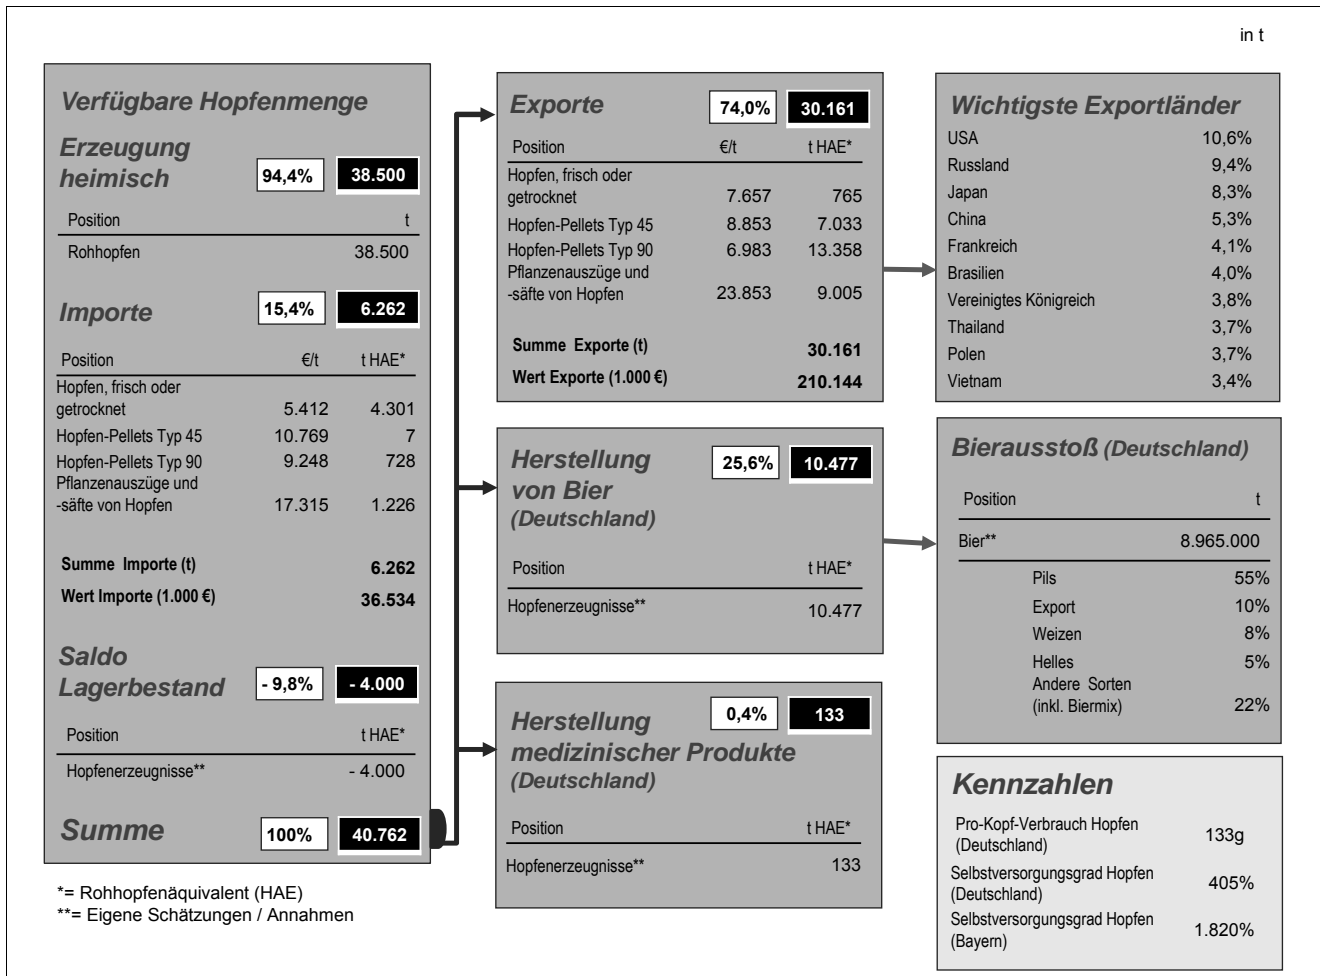 in t
Verfügbare Hopfenmenge
Erzeugung
heimisch
94,4%
38.500
Position t
Rohhopfen 38.500
Importe
15,4%
6.262
Position €/t t HAE*
Hopfen, frisch oder
getrocknet 5.412 4.301
Hopfen-Pellets Typ 45 10.769 7
Hopfen-Pellets Typ 90 9.248 728
Pflanzenauszüge und
-säfte von Hopfen 17.315 1.226
Summe Importe (t) 6.262
Wert Importe (1.000 €) 36.534
Saldo
Lagerbestand
- 9,8%
- 4.000
Position t HAE*
Hopfenerzeugnisse** - 4.000
Summe
100%
40.762
*= Rohhopfenäquivalent (HAE)
**= Eigene Schätzungen / Annahmen
Exporte
74,0%
30.161
Position €/t t HAE*
Hopfen, frisch oder
getrocknet 7.657 765
Hopfen-Pellets Typ 45 8.853 7.033
Hopfen-Pellets Typ 90 6.983 13.358
Pflanzenauszüge und
-säfte von Hopfen 23.853 9.005
Summe Exporte (t) 30.161
Wert Exporte (1.000 €) 210.144
Herstellung
von Bier
(Deutschland)
25,6%
10.477
Position t HAE*
Hopfenerzeugnisse** 10.477
Herstellung
medizinischer Produkte
(Deutschland)
0,4%
133
Position t HAE*
Hopfenerzeugnisse** 133
Wichtigste Exportländer
USA 10,6%
Russland 9,4%
Japan 8,3%
China 5,3%
Frankreich 4,1%
Brasilien 4,0%
Vereinigtes Königreich 3,8%
Thailand 3,7%
Polen 3,7%
Vietnam 3,4%
Bierausstoß (Deutschland)
Position t
Bier** 8.965.000
Pils 55%
Export 10%
Weizen 8%
Helles 5%
Andere Sorten
(inkl. Biermix) 22%
Kennzahlen
Pro-Kopf-Verbrauch Hopfen
(Deutschland) 133g
Selbstversorgungsgrad Hopfen
(Deutschland) 405%
Selbstversorgungsgrad Hopfen
(Bayern) 1.820%